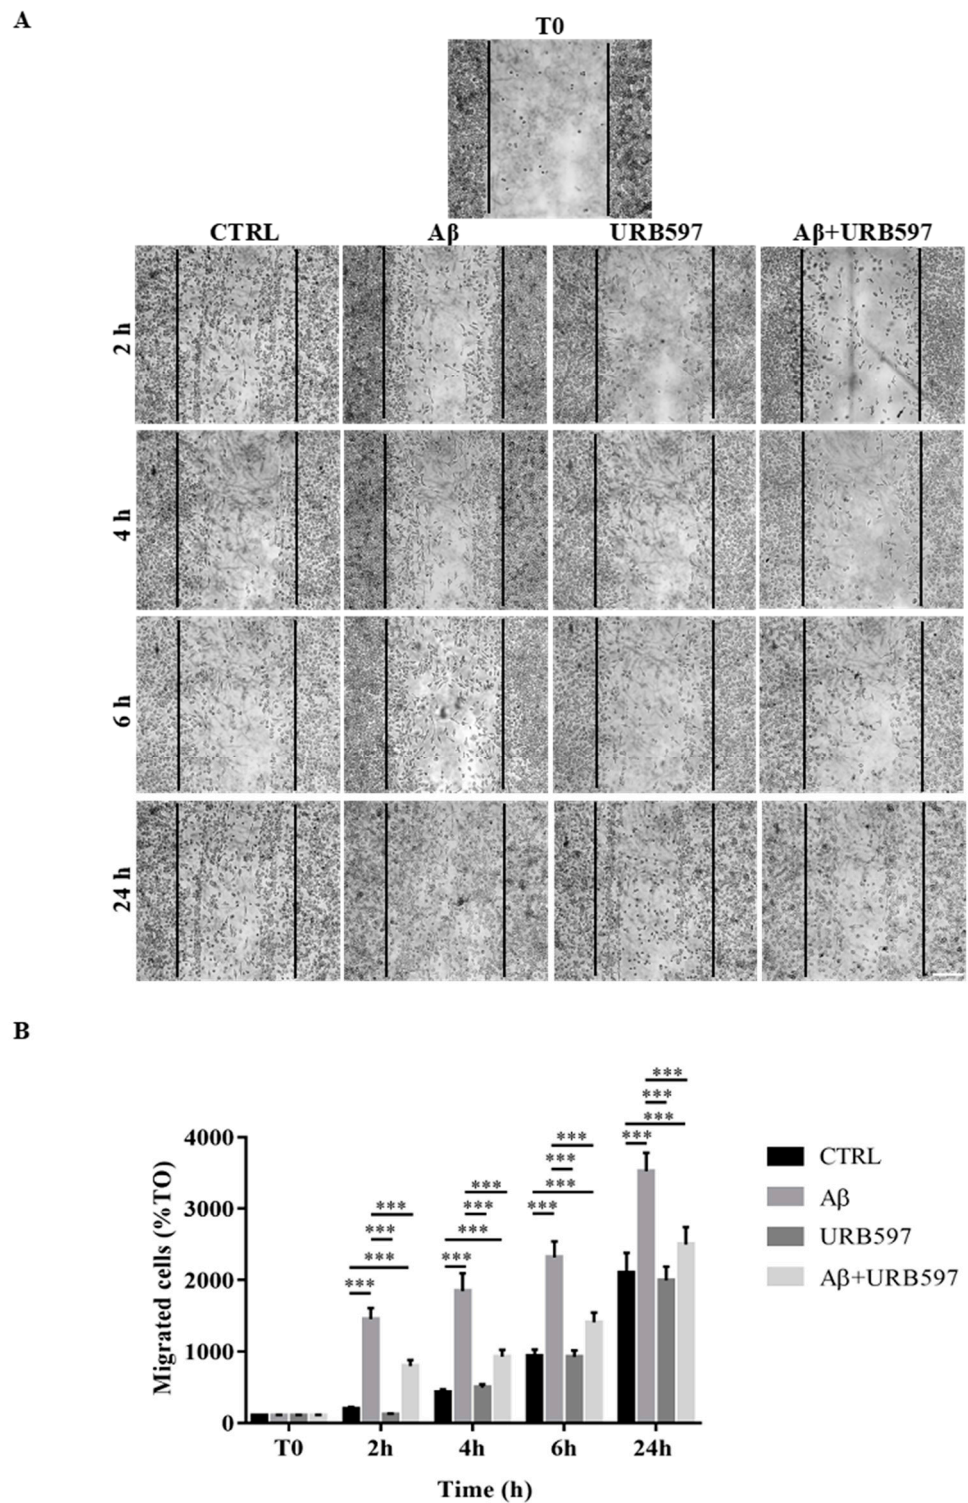 A
T0
CTRL Aβ URB597 Aβ+URB597
2 h
4 h
6 h
24 h
B
Migrated cells (%TO)
4000
3000
2000
1000
0
*** *** *** ***
*** *** *** ***
*** *** *** ***
*** *** *** ***
T0 2h 4h 6h 24h
Time (h)
CTRL
Aβ
URB597
Aβ+URB597